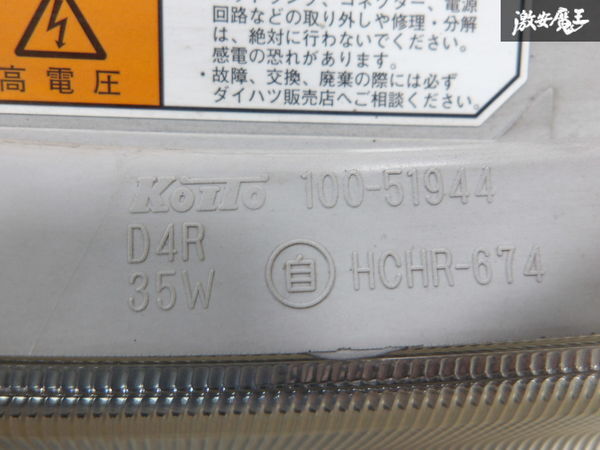 高電圧
回路などの取り外しや修理・分解
は、絶対に行わないでください。
感電の恐れがあります。
・故障、交換、廃棄の際には必ず
ダイハツ販売店へご相談ください。
激安魔王
KOITO 100-51944
D4R
35W 自 HCHR-674